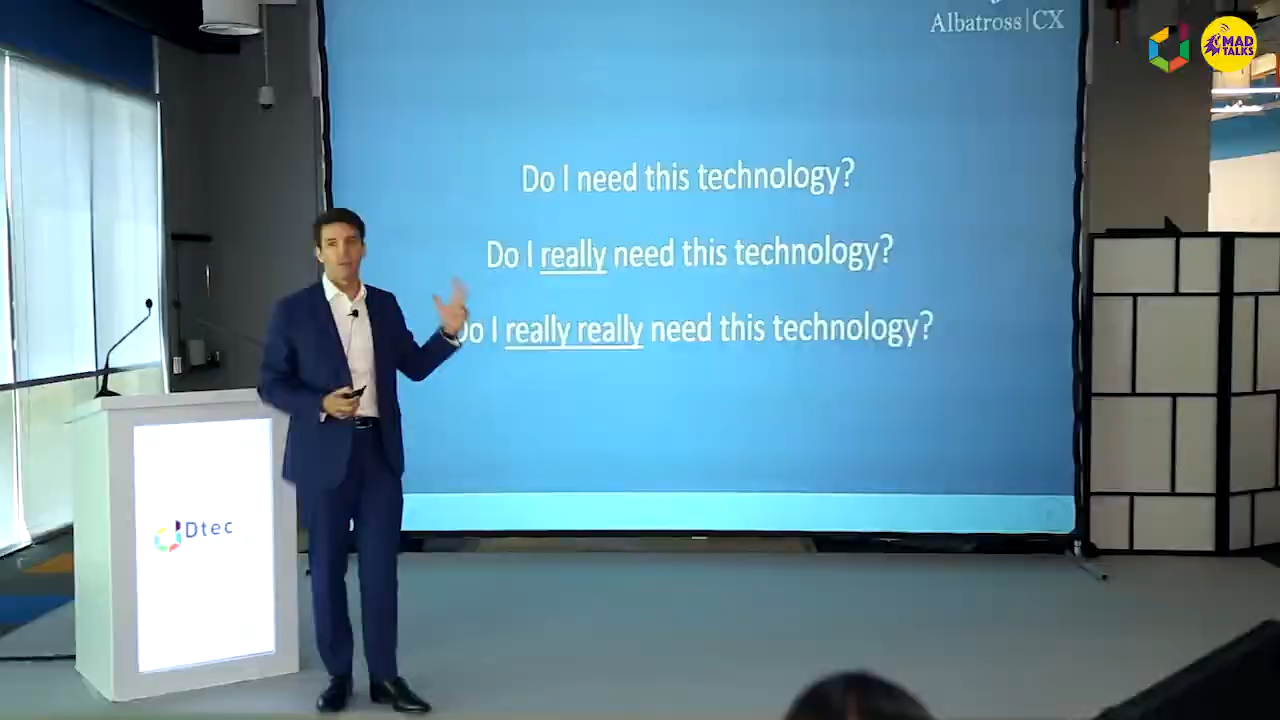 Albatross|CX
MAD
TALKS
Do I need this technology?
Do I really need this technology?
Do I really really need this technology?
Dtec